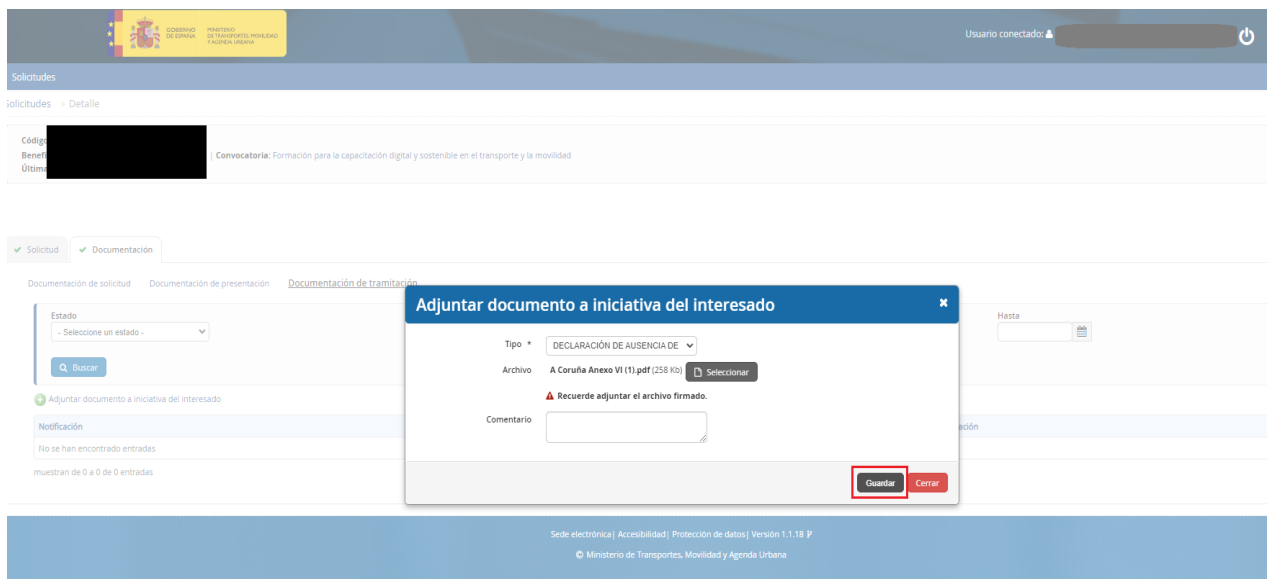 GOBIERNO DE ESPAÑA
MINISTERIO DE TRANSPORTES, MOVILIDAD Y AGENDA URBANA
Usuario conectado:
Solicitudes
Solicitudes > Detalle
Código
Benefi
| Convocatoria: Formación para la capacitación digital y sostenible en el transporte y la movilidad
Última
Solicitud Documentación
Documentación de solicitud Documentación de presentación Documentación de tramitación
Adjuntar documento a iniciativa del interesado
Estado
- Seleccione un estado -
Hasta
Tipo * DECLARACIÓN DE AUSENCIA DE
Buscar
Archivo A Coruña Anexo VI (1).pdf (258 Kb) Seleccionar
Recuerde adjuntar el archivo firmado.
Adjuntar documento a iniciativa del interesado
Comentario
Notificación
ación
No se han encontrado entradas
muestran de 0 a 0 de 0 entradas
Guardar Cerrar
Sede electrónica| Accesibilidad| Protección de datos| Versión 1.1.18
© Ministerio de Transportes, Movilidad y Agenda Urbana